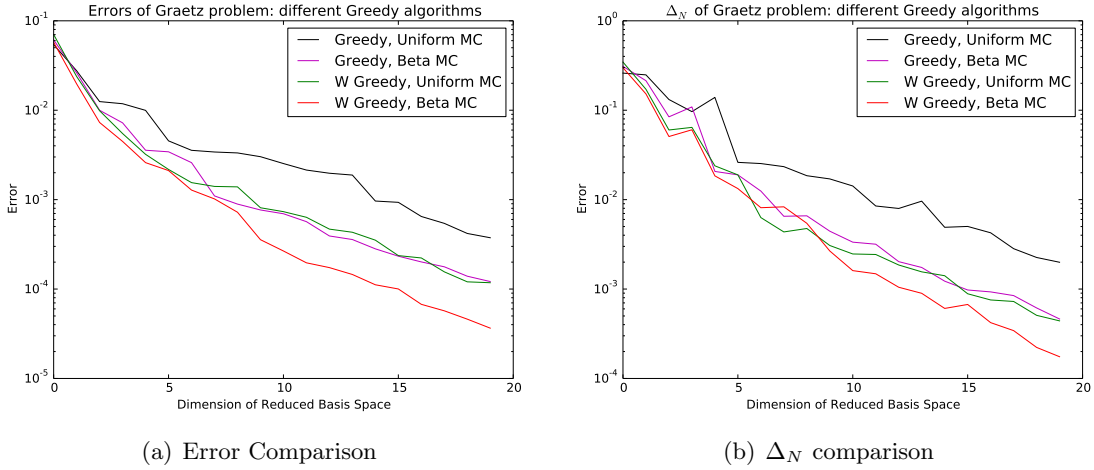 Errors of Graetz problem: different Greedy algorithms
10^-1
10^-2
10^-3
10^-4
10^-5
Error
0 5 10 15 20
Dimension of Reduced Basis Space
Greedy, Uniform MC
Greedy, Beta MC
W Greedy, Uniform MC
W Greedy, Beta MC
(a) Error Comparison
Δ_N of Graetz problem: different Greedy algorithms
10^0
10^-1
10^-2
10^-3
10^-4
Error
0 5 10 15 20
Dimension of Reduced Basis Space
Greedy, Uniform MC
Greedy, Beta MC
W Greedy, Uniform MC
W Greedy, Beta MC
(b) Δ_N comparison